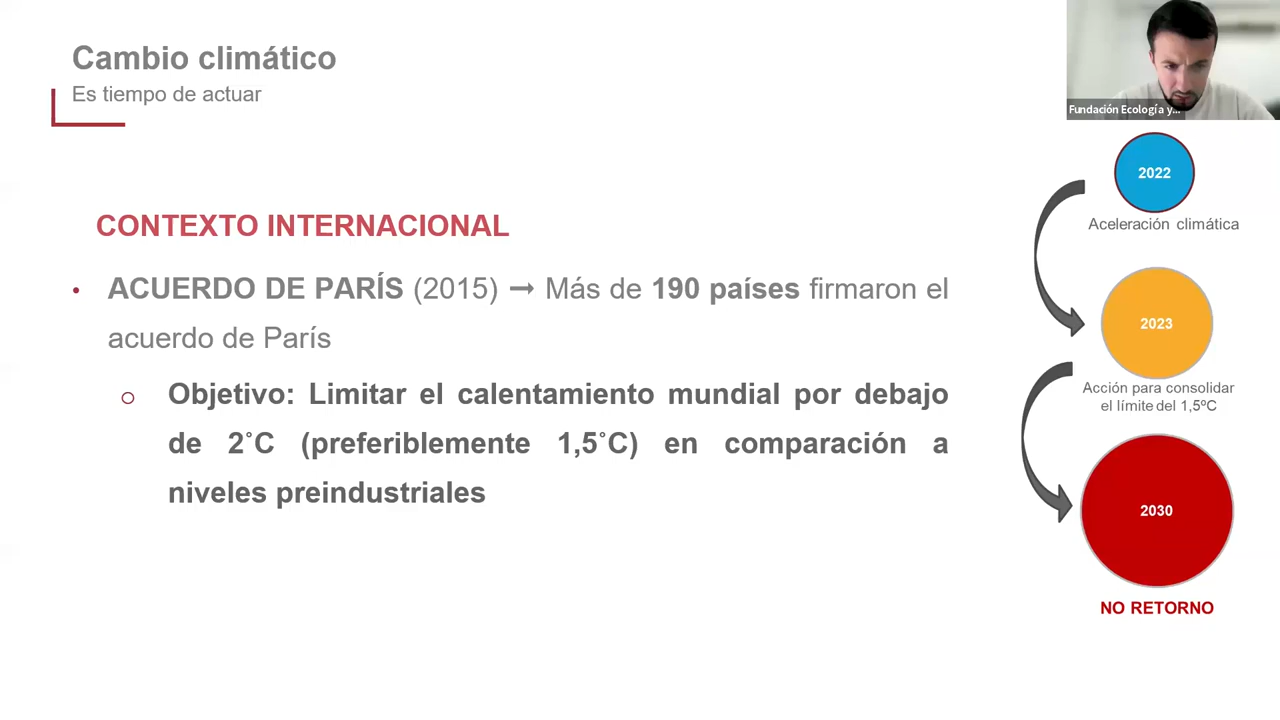 Cambio climático
Es tiempo de actuar
Fundación Ecología y...
CONTEXTO INTERNACIONAL
• ACUERDO DE PARÍS (2015) ➞ Más de 190 países firmaron el
acuerdo de París
o Objetivo: Limitar el calentamiento mundial por debajo
de 2˚C (preferiblemente 1,5˚C) en comparación a
niveles preindustriales
2022
Aceleración climática
2023
Acción para consolidar
el límite del 1,5ºC
2030
NO RETORNO